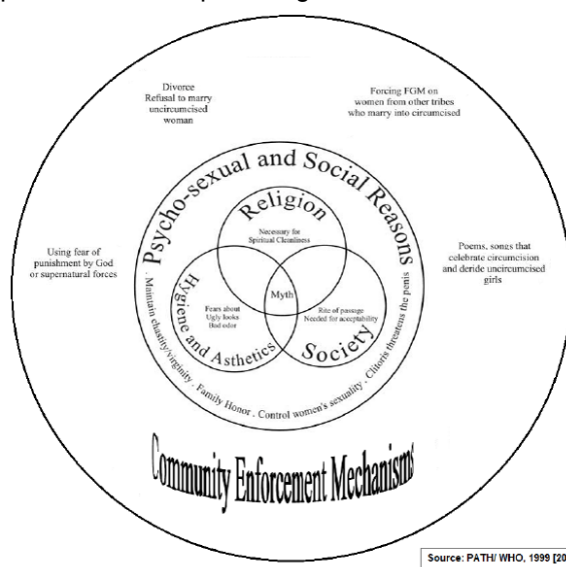 Divorce
Refusal to marry
uncircumcised
woman
Forcing FGM on
women from other tribes
who marry into circumcised
Psycho-sexual and Social Reasons
Religion
Necessary for
Spiritual Cleanliness
Using fear of
punishment by God
or supernatural forces
Poems, songs that
celebrate circumcision
and deride uncircumcised
girls
Myth
Hygiene and Asthetics
Fears about
Ugly looks
Bad odor
Rite of passage
Needed for acceptability
Society
. Maintain chastity/virginity . Family Honor . Control women's sexuality . Clitoris threatens the penis
Community Enforcement Mechanisms
Source: PATH/ WHO, 1999 [20